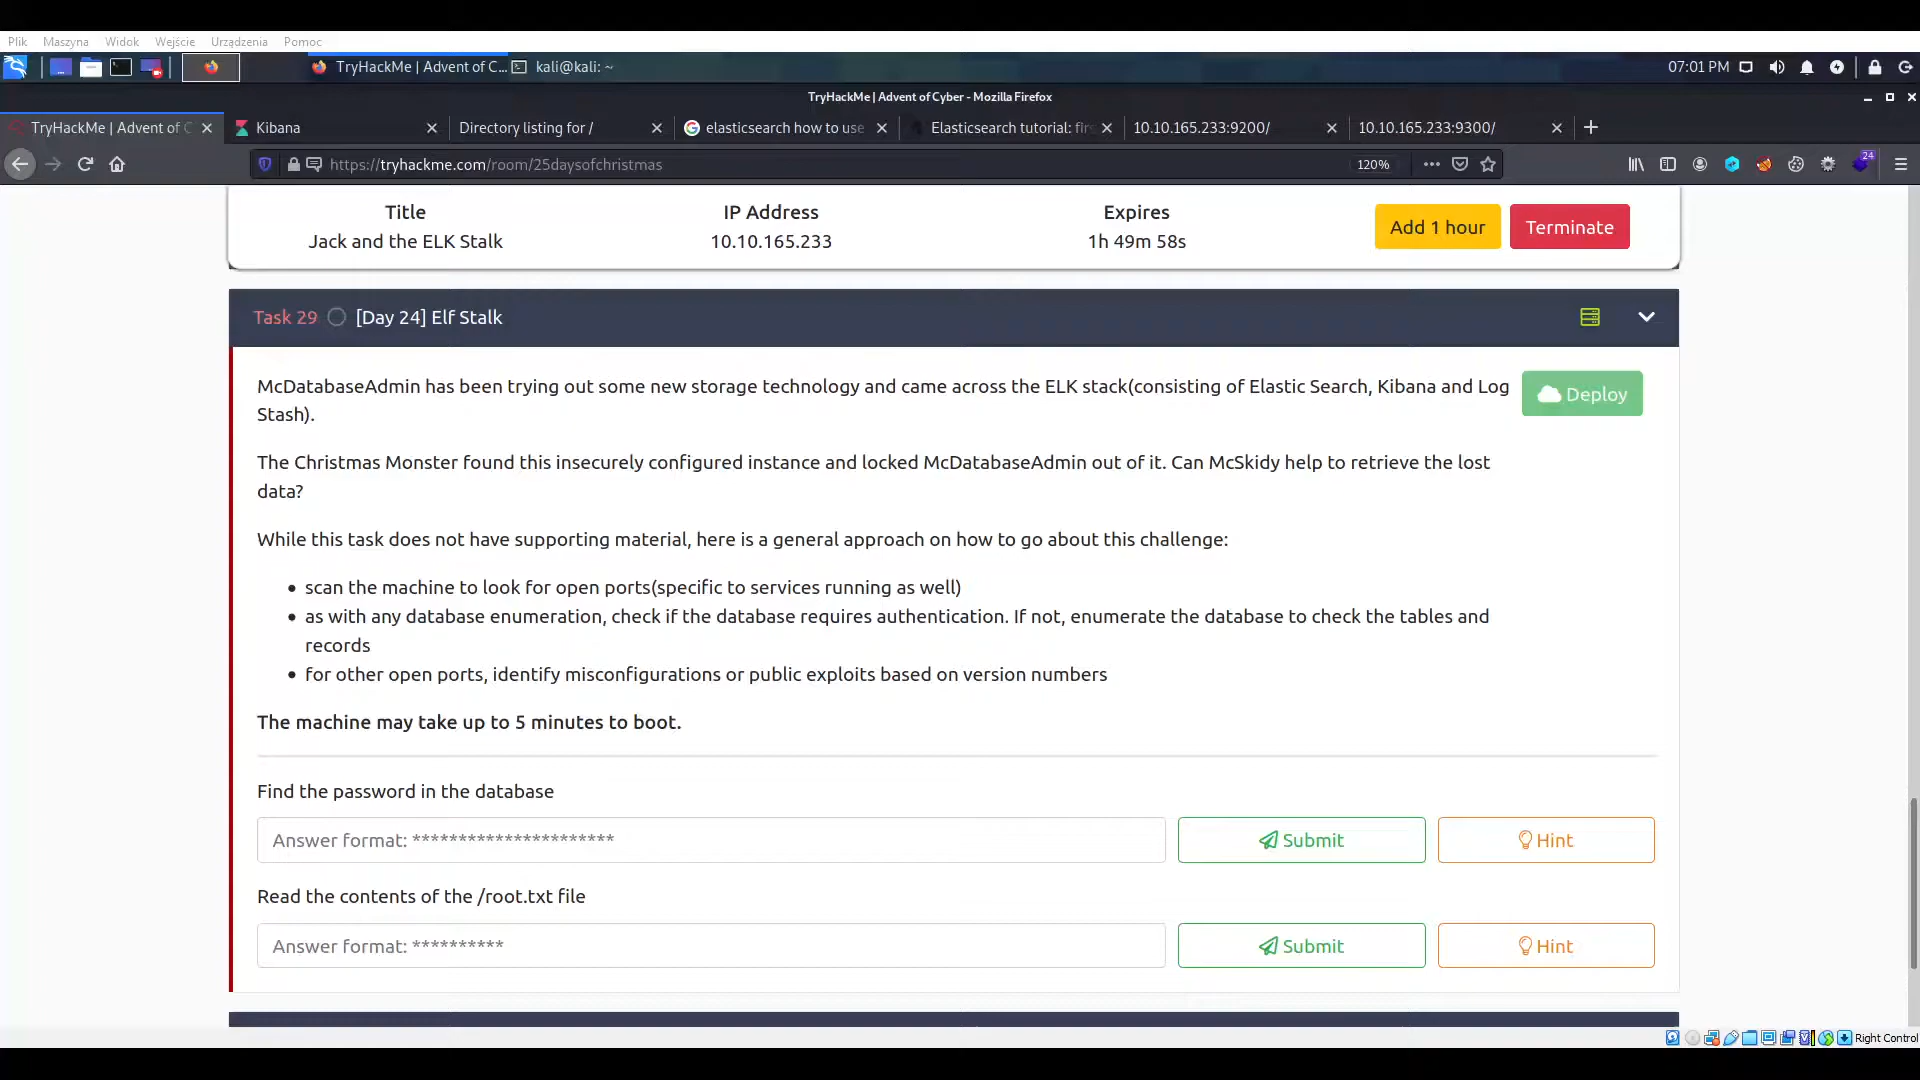 Plik Maszyna Widok Wejście Urządzenia Pomoc
TryHackMe | Advent of C... kali@kali: ~ 07:01 PM
TryHackMe | Advent of Cyber - Mozilla Firefox
TryHackMe | Advent of C Kibana Directory listing for / elasticsearch how to use Elasticsearch tutorial: fir 10.10.165.233:9200/ 10.10.165.233:9300/
https://tryhackme.com/room/25daysofchristmas 120% 24
Title IP Address Expires
Jack and the ELK Stalk 10.10.165.233 1h 49m 58s Add 1 hour Terminate
Task 29 [Day 24] Elf Stalk
McDatabaseAdmin has been trying out some new storage technology and came across the ELK stack(consisting of Elastic Search, Kibana and Log
Stash).
Deploy
The Christmas Monster found this insecurely configured instance and locked McDatabaseAdmin out of it. Can McSkidy help to retrieve the lost
data?
While this task does not have supporting material, here is a general approach on how to go about this challenge:
• scan the machine to look for open ports(specific to services running as well)
• as with any database enumeration, check if the database requires authentication. If not, enumerate the database to check the tables and
records
• for other open ports, identify misconfigurations or public exploits based on version numbers
The machine may take up to 5 minutes to boot.
Find the password in the database
Answer format: ********************** Submit Hint
Read the contents of the /root.txt file
Answer format: ********** Submit Hint
Right Control